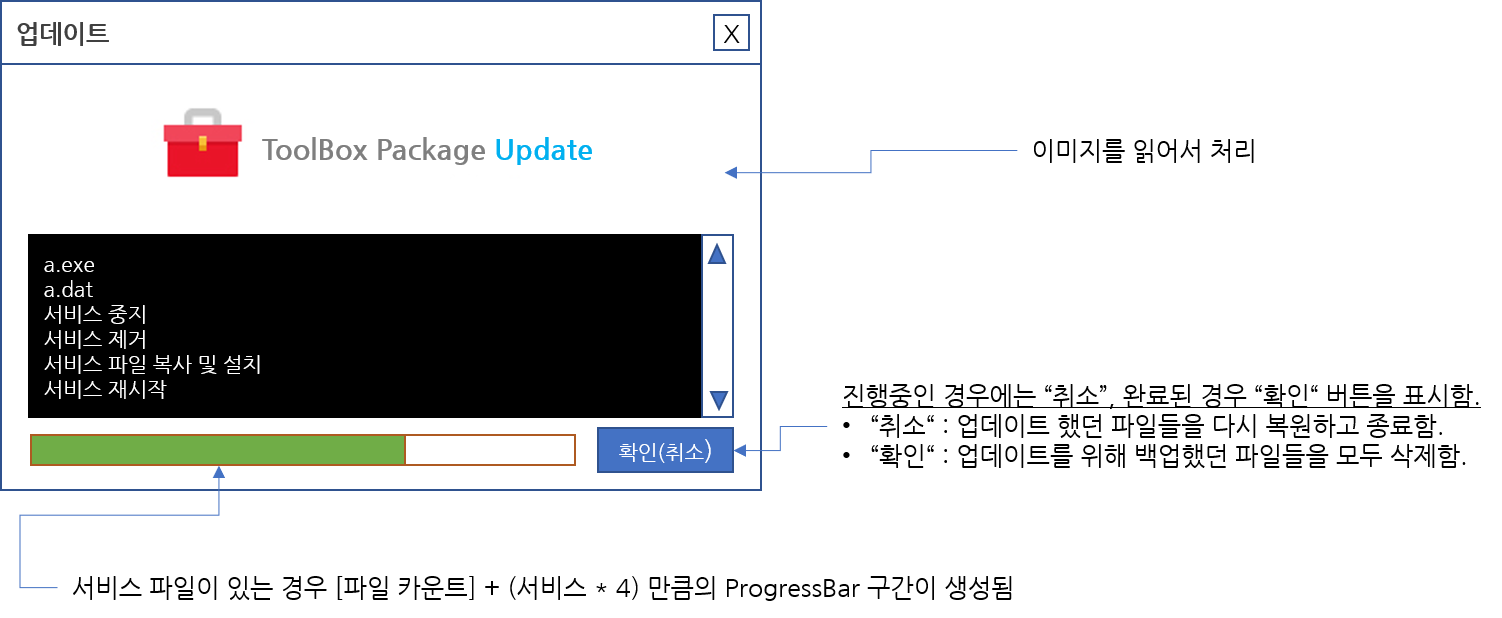 업데이트
X
ToolBox Package Update
이미지를 읽어서 처리
a.exe
a.dat
서비스 중지
서비스 제거
서비스 파일 복사 및 설치
서비스 재시작
진행중인 경우에는 “취소”, 완료된 경우 “확인“ 버튼을 표시함.
• “취소“ : 업데이트 했던 파일들을 다시 복원하고 종료함.
• “확인“ : 업데이트를 위해 백업했던 파일들을 모두 삭제함.
확인(취소)
서비스 파일이 있는 경우 [파일 카운트] + (서비스 * 4) 만큼의 ProgressBar 구간이 생성됨